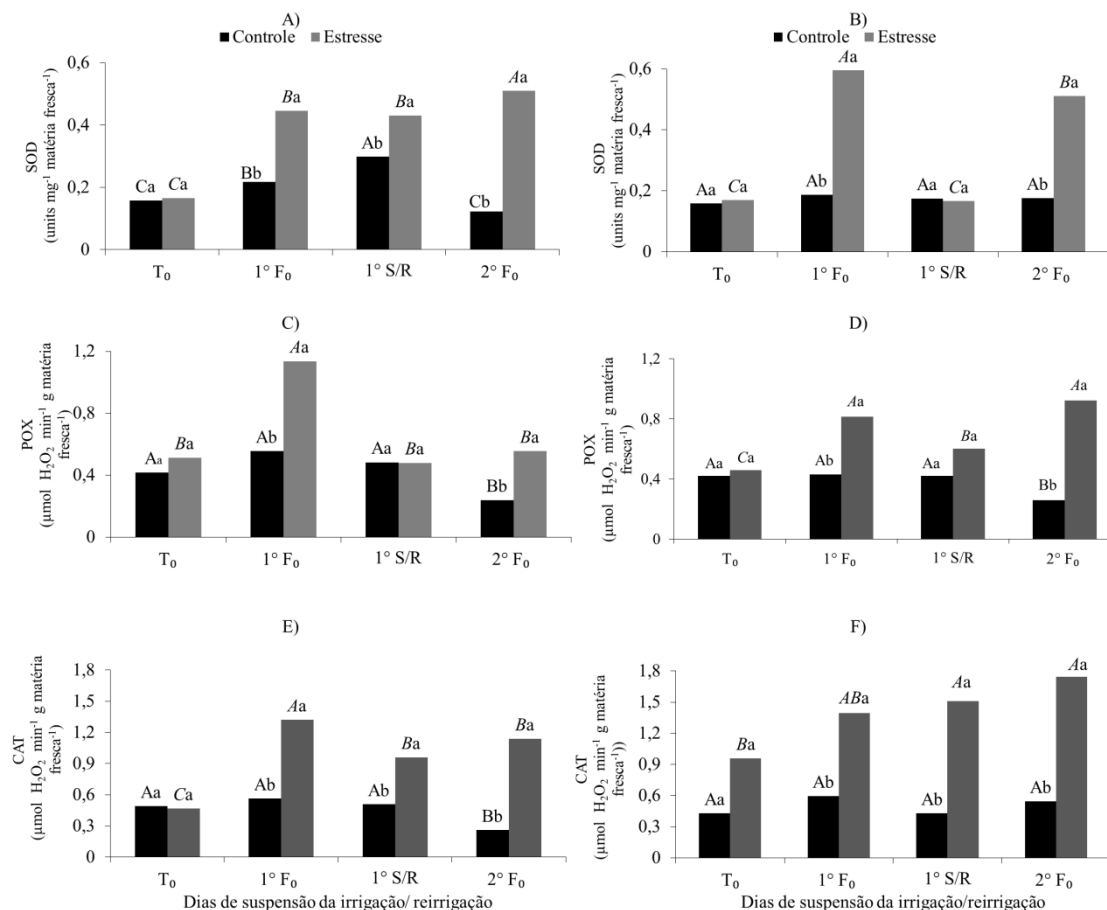 A)
Controle Estresse
SOD
(units mg⁻¹ matéria fresca⁻¹)
0,6
0,4
0,2
0
Ca Ca Bb Ba Ab Ba Cb Aa
T₀ 1° F₀ 1° S/R 2° F₀
B)
Controle Estresse
SOD
(units mg⁻¹ matéria fresca⁻¹)
0,6
0,4
0,2
0
Aa Ca Ab Aa Aa Ca Ab Ba
T₀ 1° F₀ 1° S/R 2° F₀
C)
POX
(µmol H₂O₂ min⁻¹ g matéria
fresca⁻¹)
1,2
0,8
0,4
0
Aa Ba Ab Aa Aa Ba Bb Ba
T₀ 1° F₀ 1° S/R 2° F₀
D)
POX
(µmol H₂O₂ min⁻¹ g matéria
fresca⁻¹)
1,2
0,8
0,4
0
Aa Ca Ab Aa Aa Ba Bb Aa
T₀ 1° F₀ 1° S/R 2° F₀
E)
CAT
(µmol H₂O₂ min⁻¹ g matéria
fresca⁻¹)
1,8
1,5
1,2
0,9
0,6
0,3
0
Aa Ca Ab Aa Ab Ba Bb Ba
T₀ 1° F₀ 1° S/R 2° F₀
Dias de suspensão da irrigação/ reirrigação
F)
CAT
(µmol H₂O₂ min⁻¹ g matéria
fresca⁻¹))
1,8
1,5
1,2
0,9
0,6
0,3
0
Aa Ba Ab ABa Ab Aa Ab Aa
T₀ 1° F₀ 1° S/R 2° F₀
Dias de suspensão da irrigação/reirrigação